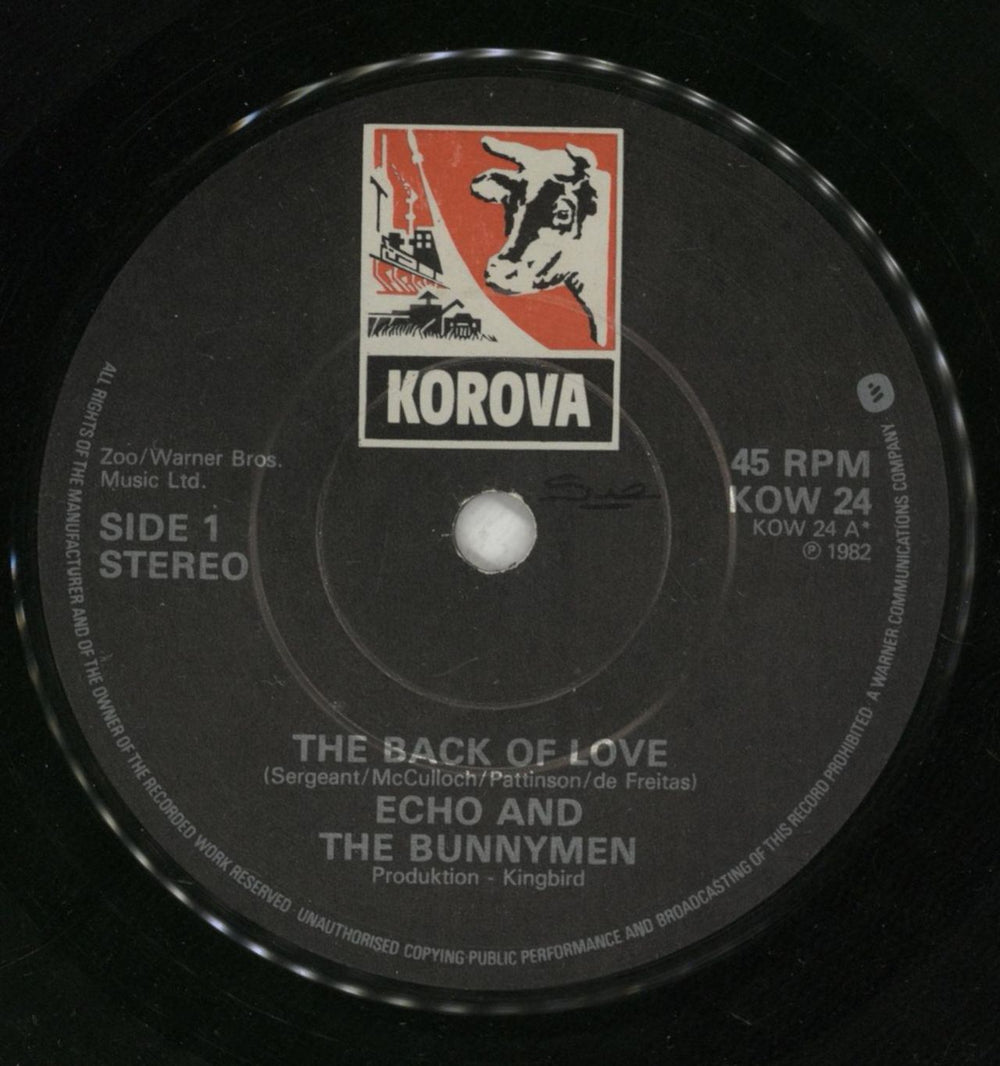 KOROVA
Zoo/Warner Bros.
Music Ltd.
SIDE 1
STEREO
45 RPM
KOW 24
KOW 24 A*
℗ 1982
THE BACK OF LOVE
(Sergeant/McCulloch/Pattinson/de Freitas)
ECHO AND
THE BUNNYMEN
Produktion - Kingbird
ALL RIGHTS OF THE MANUFACTURER AND OF THE OWNER OF THE RECORDED WORK RESERVED UNAUTHORISED COPYING PUBLIC PERFORMANCE AND BROADCASTING OF THIS RECORD PROHIBITED A WARNER COMMUNICATIONS COMPANY